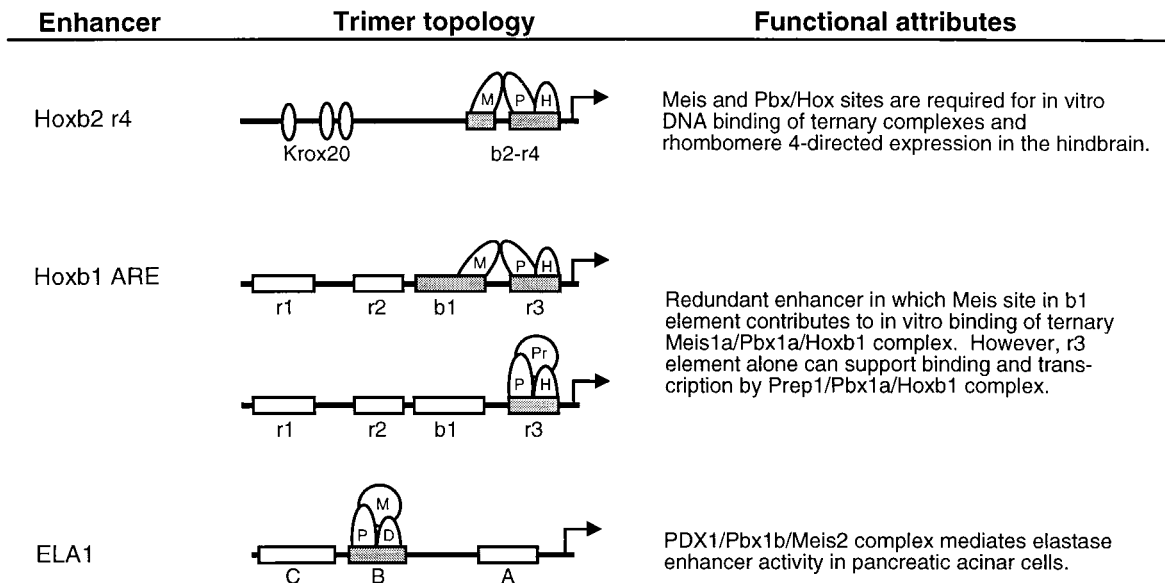 Enhancer Trimer topology Functional attributes
Hoxb2 r4
M P H
Krox20 b2-r4
Meis and Pbx/Hox sites are required for in vitro
DNA binding of ternary complexes and
rhombomere 4-directed expression in the hindbrain.
Hoxb1 ARE
M P H
r1 r2 b1 r3
Pr
P H
r1 r2 b1 r3
Redundant enhancer in which Meis site in b1
element contributes to in vitro binding of ternary
Meis1a/Pbx1a/Hoxb1 complex. However, r3
element alone can support binding and trans-
cription by Prep1/Pbx1a/Hoxb1 complex.
ELA1
M
P D
C B A
PDX1/Pbx1b/Meis2 complex mediates elastase
enhancer activity in pancreatic acinar cells.